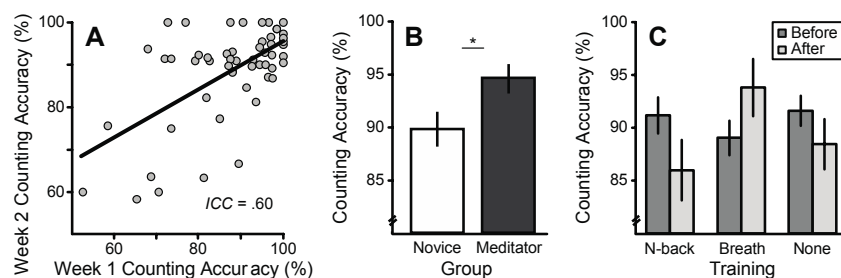 A
Week 2 Counting Accuracy (%)
100
80
60
60
80
100
ICC = .60
Week 1 Counting Accuracy (%)
B
Counting Accuracy (%)
100
95
90
85
*
Novice
Meditator
Group
C
Before
After
Counting Accuracy (%)
100
95
90
85
N-back
Breath
None
Training